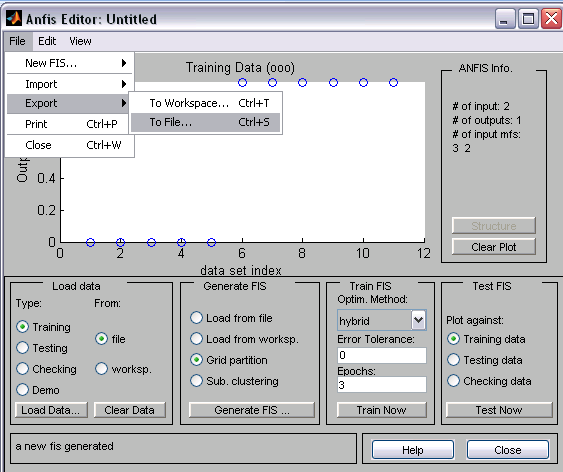 Anfis Editor: Untitled
File Edit View
New FIS...
Import
Export
Print Ctrl+P
Close Ctrl+W
To Workspace... Ctrl+T
To File... Ctrl+S
Training Data (ooo)
Outp
0.4
0.2
0
0 2 4 6 8 10 12
data set index
ANFIS Info.
# of input: 2
# of outputs: 1
# of input mfs:
3 2
Structure
Clear Plot
Load data
Type: From:
Training
Testing
Checking
Demo
file
worksp.
Load Data... Clear Data
Generate FIS
Load from file
Load from worksp.
Grid partition
Sub. clustering
Generate FIS ...
Train FIS
Optim. Method:
hybrid
Error Tolerance:
0
Epochs:
3
Train Now
Test FIS
Plot against:
Training data
Testing data
Checking data
Test Now
a new fis generated
Help Close